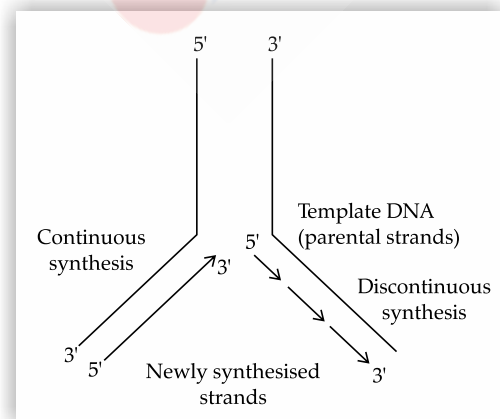 5' 3'
Template DNA
(parental strands)
Continuous
synthesis
5'
3'
Discontinuous
synthesis
3'
5'
Newly synthesised
strands
3'